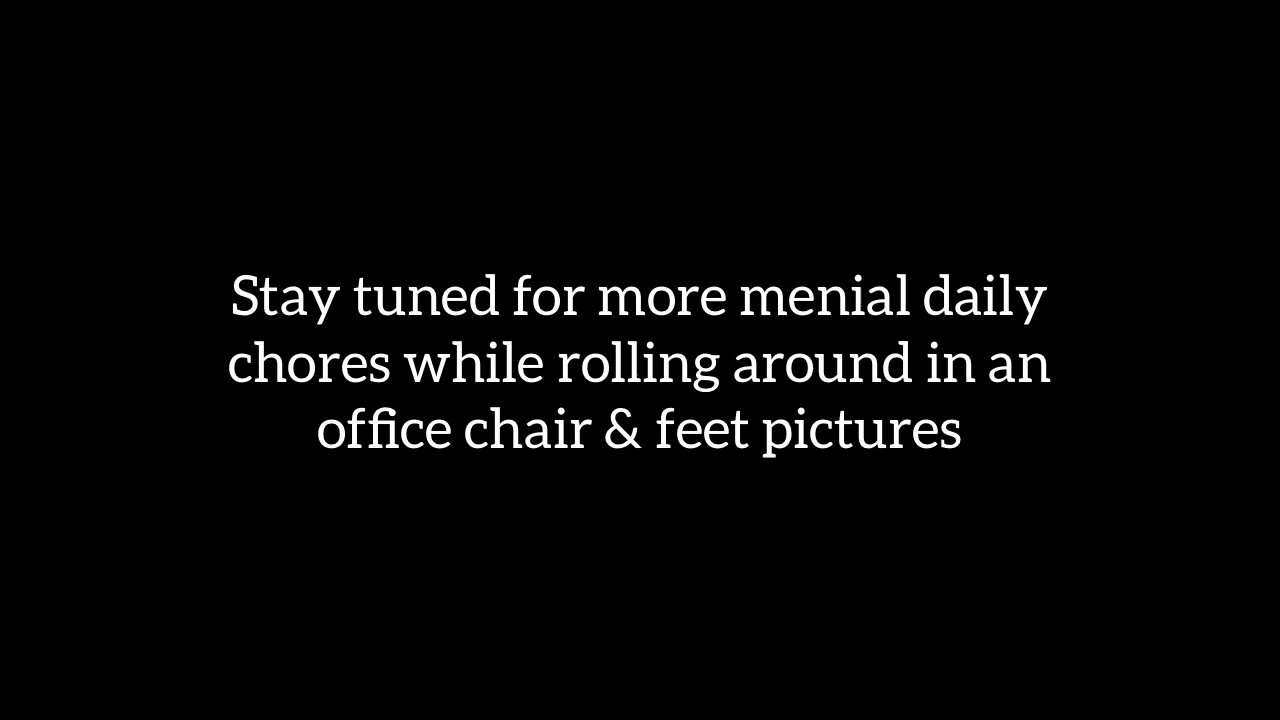 Stay tuned for more menial daily
chores while rolling around in an
office chair & feet pictures